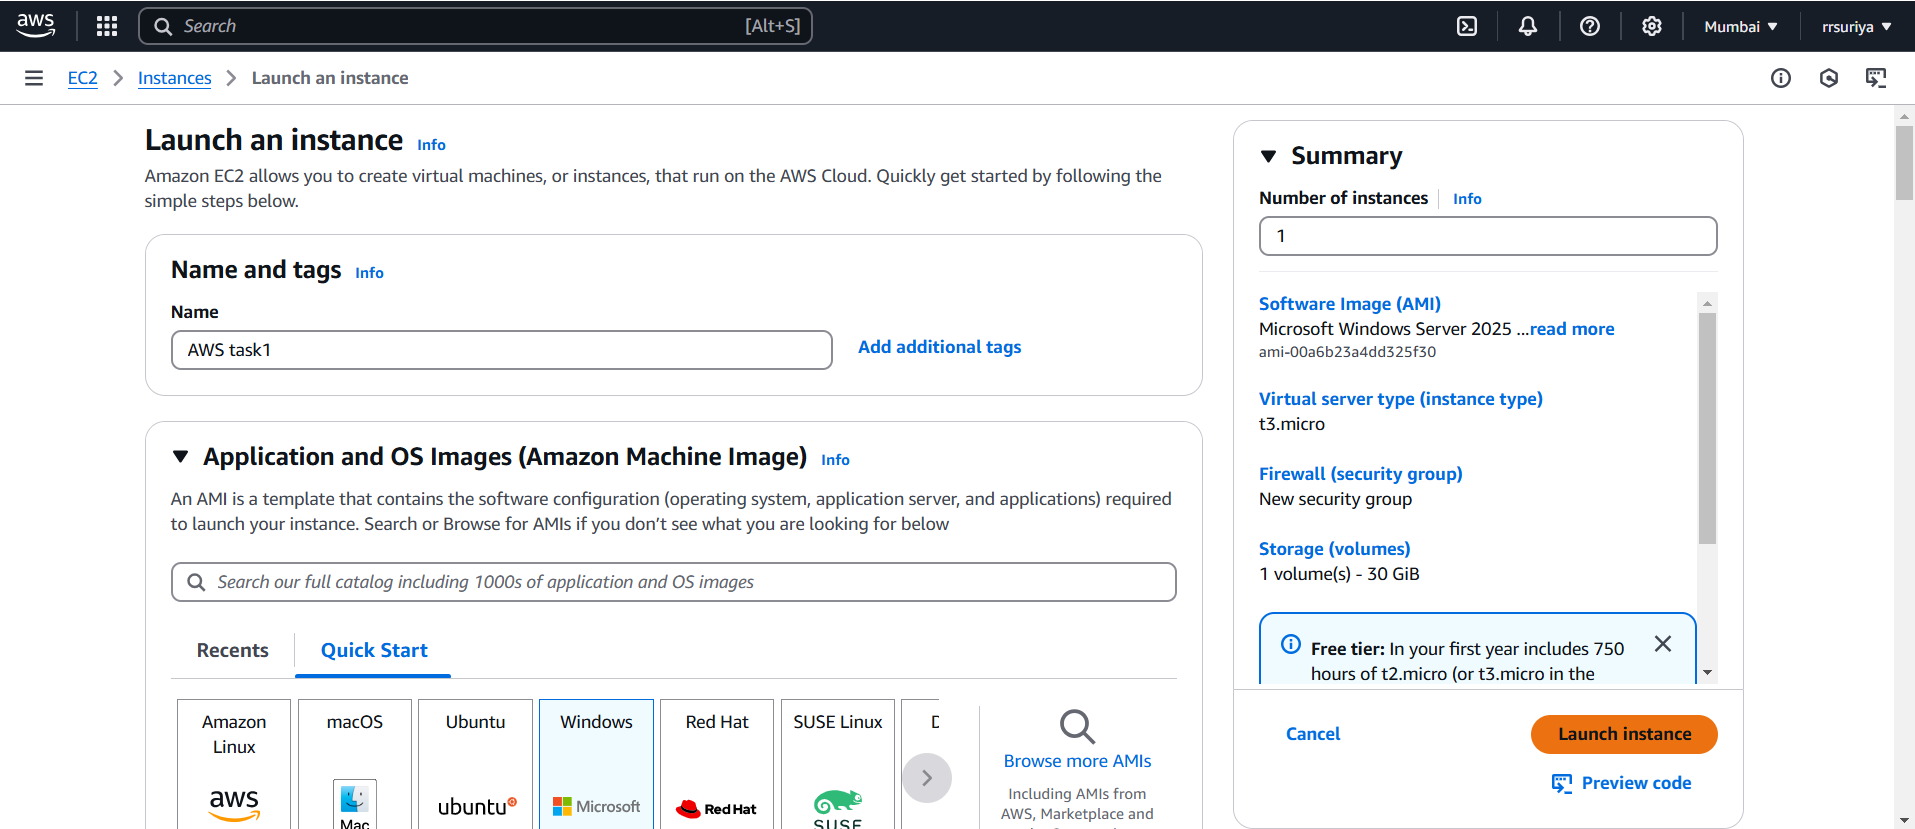 aws
Search
[Alt+S]
Mumbai
rrsuriya
EC2
Instances
Launch an instance
Launch an instance
Info
Amazon EC2 allows you to create virtual machines, or instances, that run on the AWS Cloud. Quickly get started by following the
simple steps below.
Name and tags
Info
Name
AWS task1
Add additional tags
Application and OS Images (Amazon Machine Image)
Info
An AMI is a template that contains the software configuration (operating system, application server, and applications) required
to launch your instance. Search or Browse for AMIs if you don’t see what you are looking for below
Search our full catalog including 1000s of application and OS images
Recents
Quick Start
Amazon
Linux
aws
macOS
Mac
Ubuntu
ubuntu
Windows
Microsoft
Red Hat
Red Hat
SUSE Linux
SUSE
D
Browse more AMIs
Including AMIs from
AWS, Marketplace and
Summary
Number of instances
Info
1
Software Image (AMI)
Microsoft Windows Server 2025 ...read more
ami-00a6b23a4dd325f30
Virtual server type (instance type)
t3.micro
Firewall (security group)
New security group
Storage (volumes)
1 volume(s) - 30 GiB
Free tier: In your first year includes 750
hours of t2.micro (or t3.micro in the
Cancel
Launch instance
Preview code